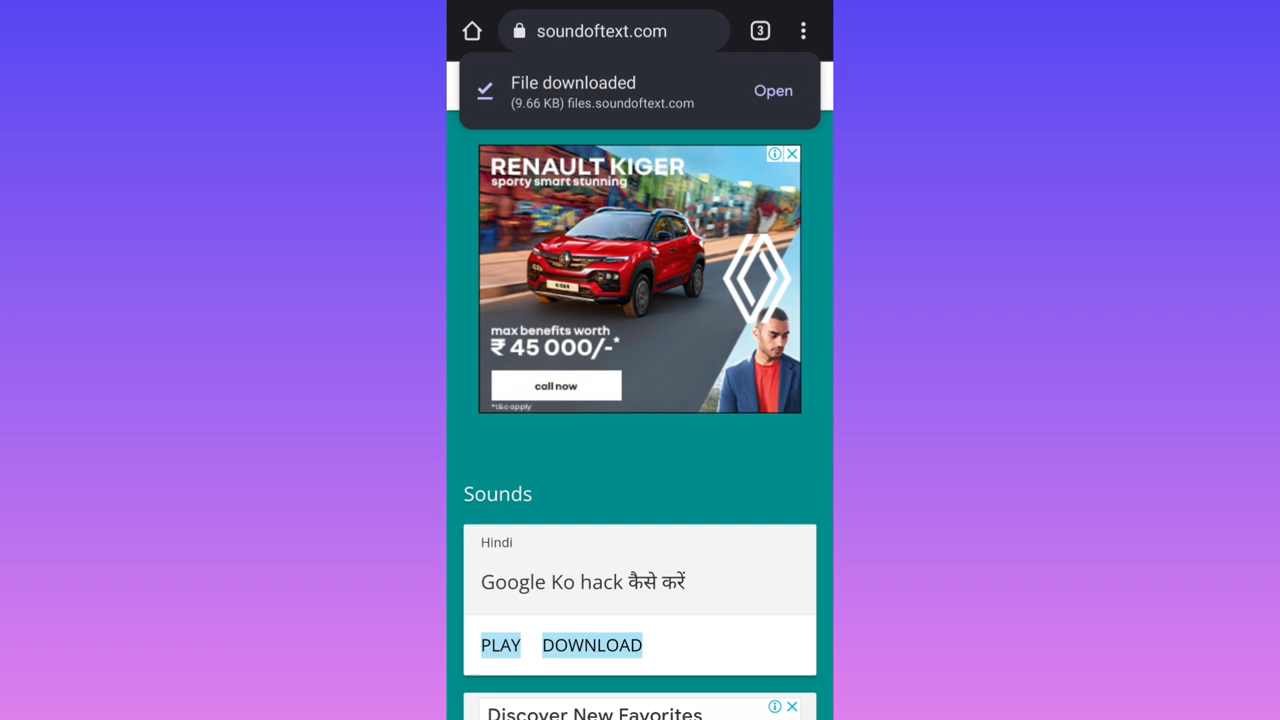 soundoftext.com
3
File downloaded
Open
(9.66 KB) files.soundoftext.com
RENAULT KIGER
sporty smart stunning
KIGER
max benefits worth
₹ 45 000/-*
call now
*t&c apply
Sounds
Hindi
Google Ko hack कैसे करें
PLAY DOWNLOAD
Discover New Favorites